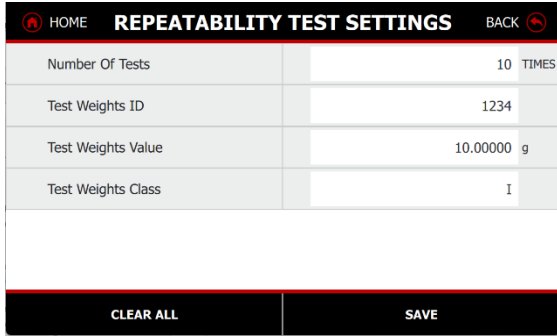 HOME REPEATABILITY TEST SETTINGS BACK
Number Of Tests 10 TIMES
Test Weights ID 1234
Test Weights Value 10.00000 g
Test Weights Class I
CLEAR ALL SAVE